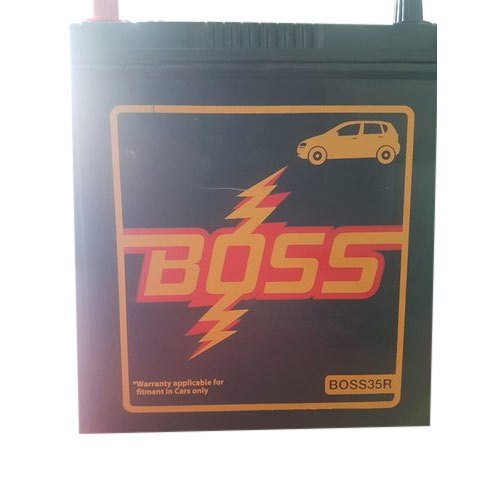 BOSS
*Warranty applicable for
fitment in Cars only
BOSS35R